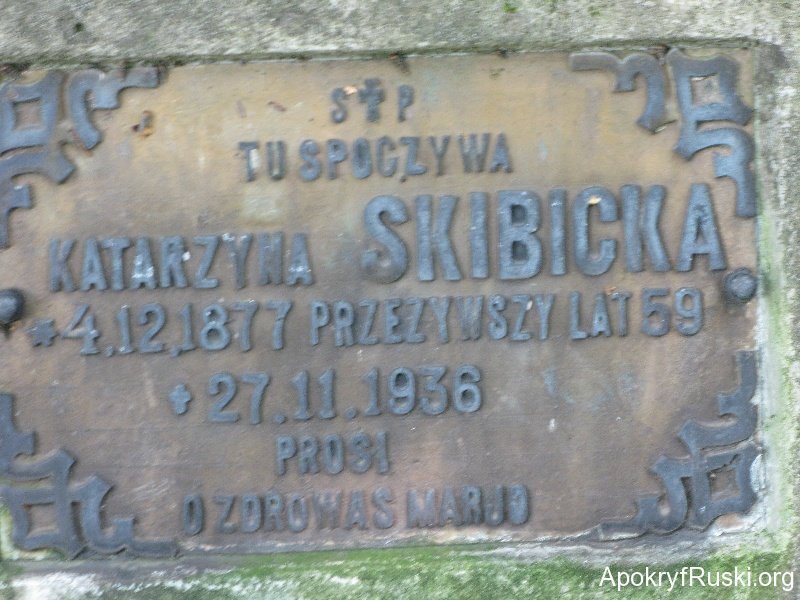 S ✝ P
TU SPOCZYWA
KATARZYNA SKIBICKA
*4.12.1877 PRZEZYWSZY LAT 59
✝27.11.1936
PROSI
O ZDROWAS MARJO
ApokryfRuski.org